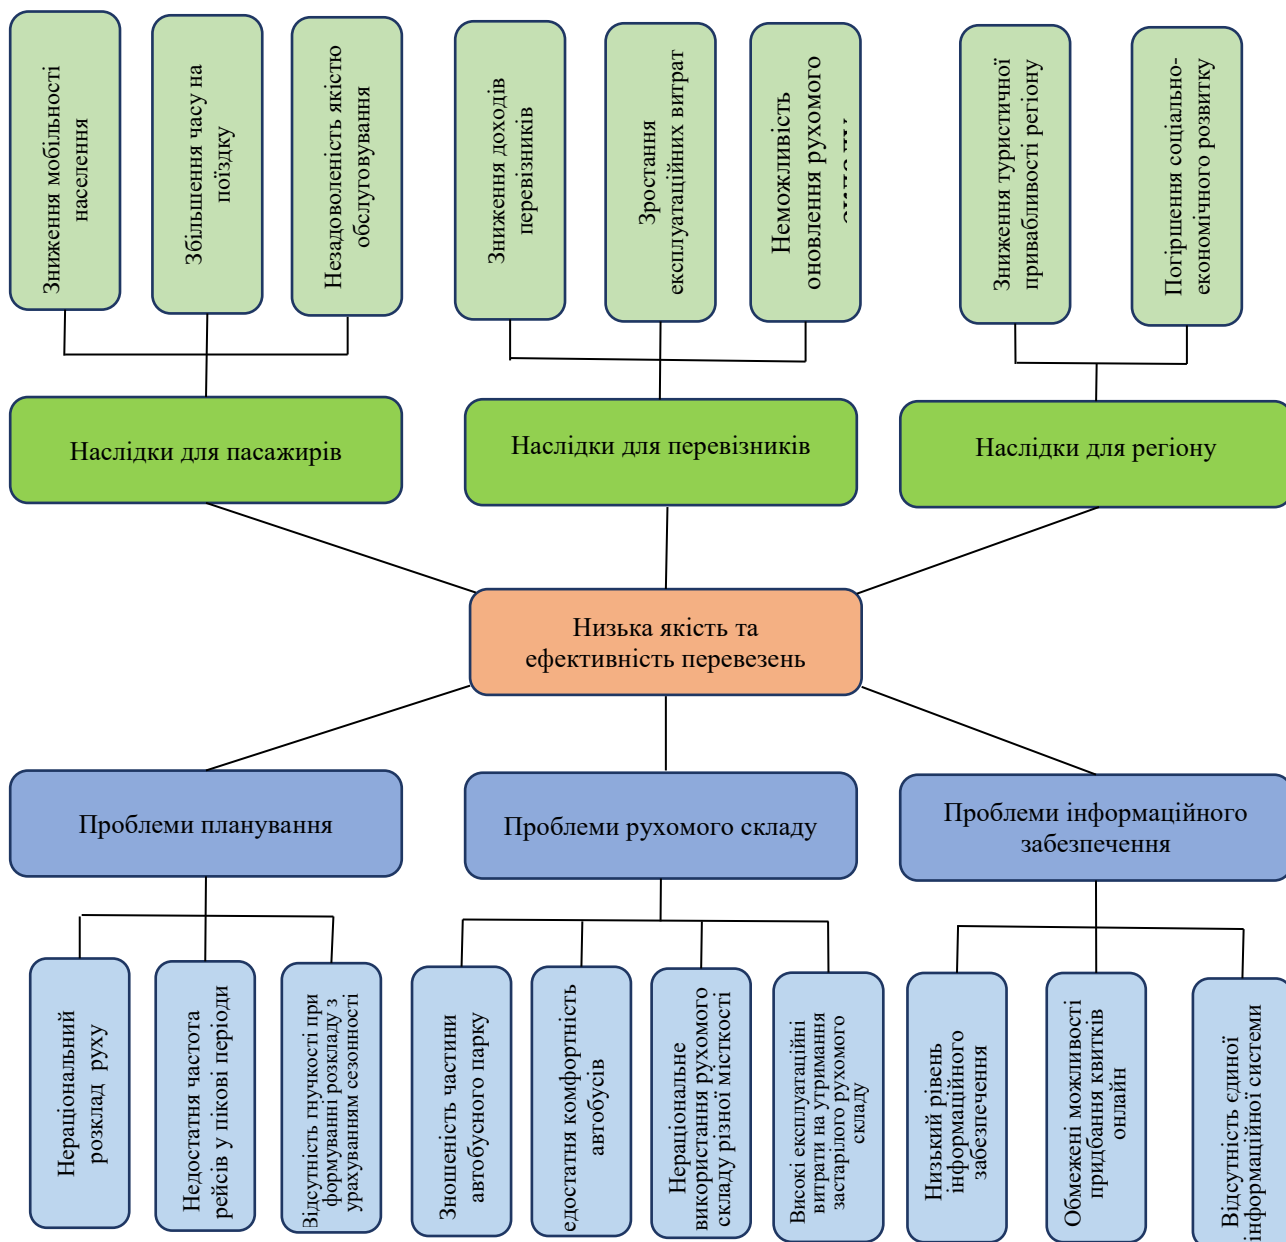 Зниження мобільності
населення
Збільшення часу на
поїздку
Незадоволеність якістю
обслуговування
Зниження доходів
перевізників
Зростання
експлуатаційних витрат
Неможливість
оновлення рухомого
Зниження туристичної
привабливості регіону
Погіршення соціально-
економічного розвитку
Наслідки для пасажирів
Наслідки для перевізників
Наслідки для регіону
Низька якість та
ефективність перевезень
Проблеми планування
Проблеми рухомого складу
Проблеми інформаційного
забезпечення
Нераціональний
розклад руху
Недостатня частота
рейсів у пікові періоди
Відсутність гнучкості при
формуванні розкладу з
урахуванням сезонності
Зношеність частини
автобусного парку
едостатня комфортність
автобусів
Нераціональне
використання рухомого
складу різної місткості
Високі експлуатаційні
витрати на утримання
застарілого рухомого
складу
Низький рівень
інформаційного
забезпечення
Обмежені можливості
придбання квитків
онлайн
Відсутність єдиної
інформаційної системи